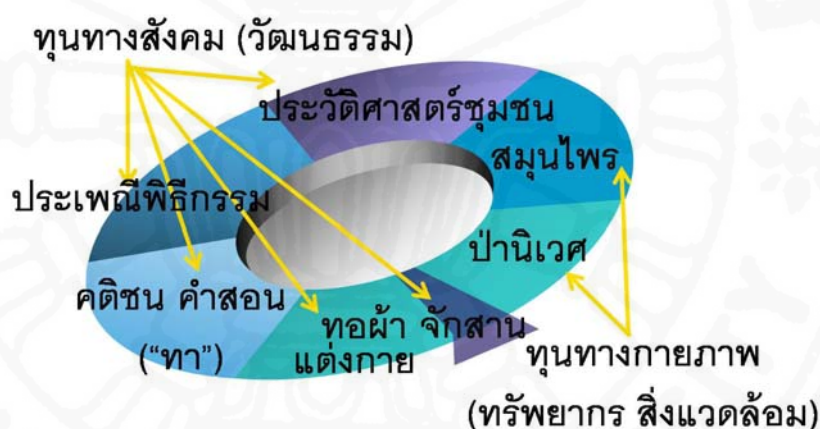 ทุนทางสังคม (วัฒนธรรม)
ประวัติศาสตร์ชุมชน
สมุนไพร
ประเพณีพิธีกรรม
ป่านิเวศ
คติชน คำสอน
(“ทา”)
ทอผ้า จักสาน
แต่งกาย
ทุนทางกายภาพ
(ทรัพยากร สิ่งแวดล้อม)